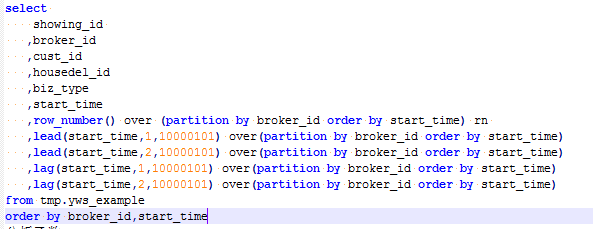 select
showing_id
,broker_id
,cust_id
,housedel_id
,biz_type
,start_time
,row_number() over (partition by broker_id order by start_time) rn
,lead(start_time,1,10000101) over(partition by broker_id order by start_time)
,lead(start_time,2,10000101) over(partition by broker_id order by start_time)
,lag(start_time,1,10000101) over(partition by broker_id order by start_time)
,lag(start_time,2,10000101) over(partition by broker_id order by start_time)
from tmp.yws_example
order by broker_id,start_time